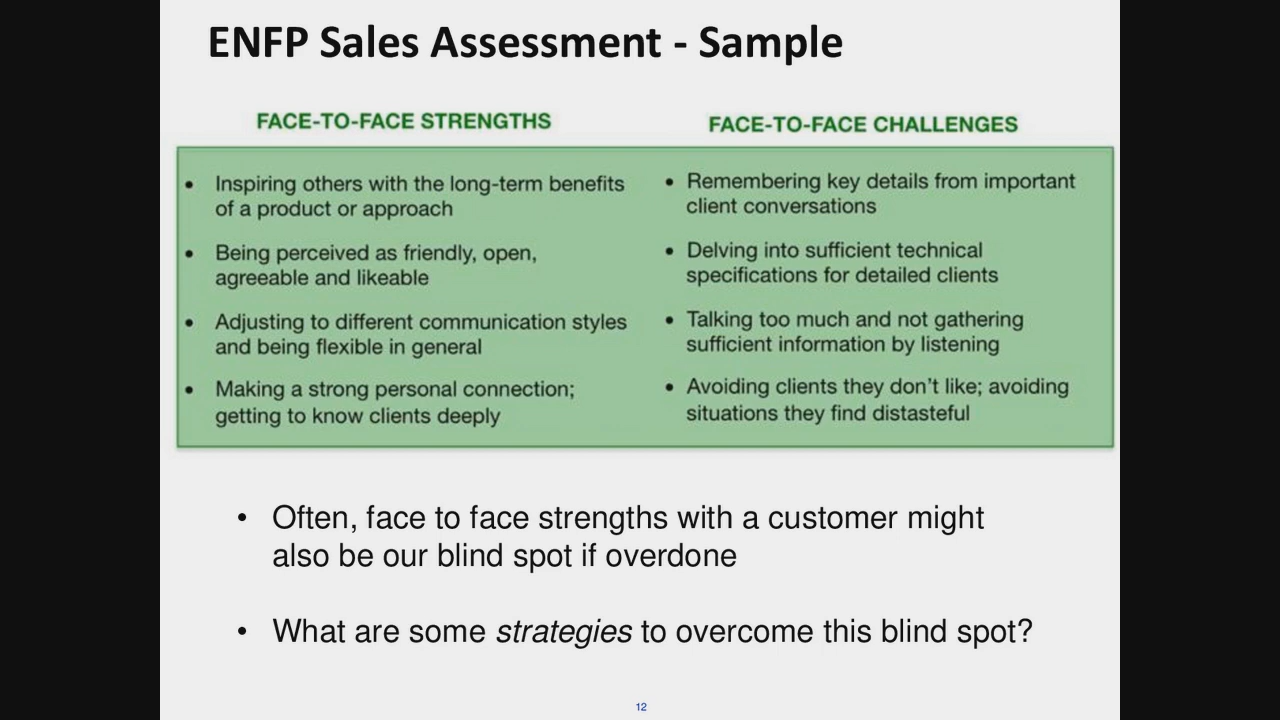 ENFP Sales Assessment - Sample
FACE-TO-FACE STRENGTHS
• Inspiring others with the long-term benefits
of a product or approach
• Being perceived as friendly, open,
agreeable and likeable
• Adjusting to different communication styles
and being flexible in general
• Making a strong personal connection;
getting to know clients deeply
FACE-TO-FACE CHALLENGES
• Remembering key details from important
client conversations
• Delving into sufficient technical
specifications for detailed clients
• Talking too much and not gathering
sufficient information by listening
• Avoiding clients they don't like; avoiding
situations they find distasteful
• Often, face to face strengths with a customer might
also be our blind spot if overdone
• What are some strategies to overcome this blind spot?
12